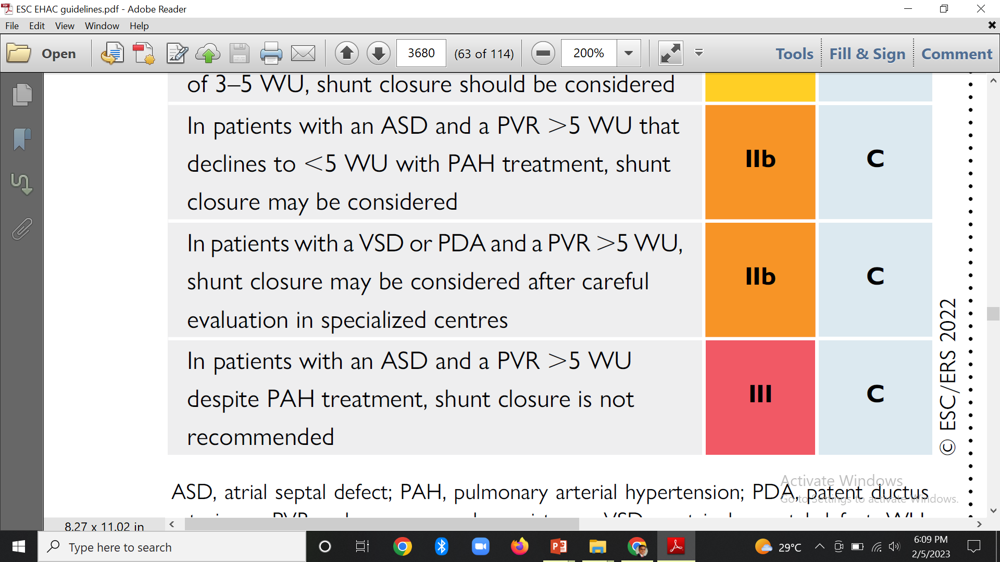 ESC EHAC guidelines.pdf - Adobe Reader
File Edit View Window Help
Open 3680 (63 of 114) 200% Tools Fill & Sign Comment
of 3–5 WU, shunt closure should be considered
In patients with an ASD and a PVR >5 WU that
declines to <5 WU with PAH treatment, shunt
closure may be considered
IIb C
In patients with a VSD or PDA and a PVR >5 WU,
shunt closure may be considered after careful
evaluation in specialized centres
IIb C
In patients with an ASD and a PVR >5 WU
despite PAH treatment, shunt closure is not
recommended
III C
© ESC/ERS 2022
ASD, atrial septal defect; PAH, pulmonary arterial hypertension; PDA, patent ductus
Activate Windows
Go to Settings to activate Windows.
8.27 x 11.02 in
Type here to search
29°C
6:09 PM
2/5/2023